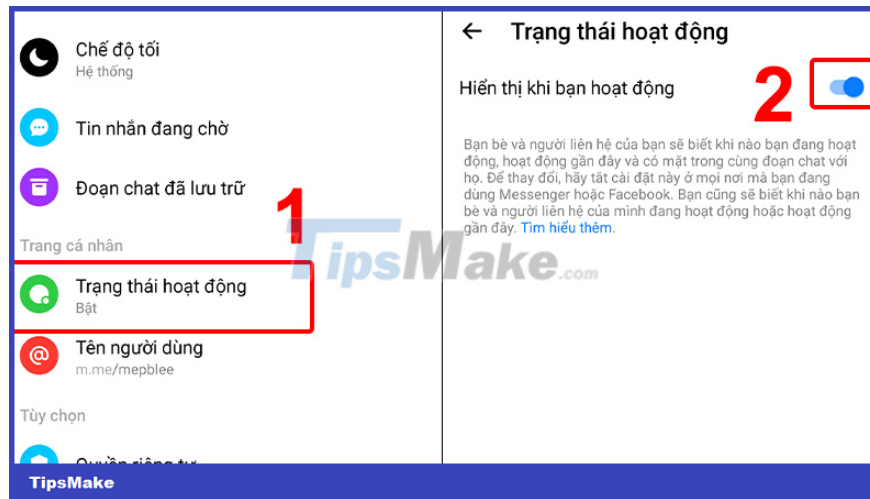 Chế độ tối
Hệ thống
Tin nhắn đang chờ
Đoạn chat đã lưu trữ
1
Trang cá nhân
Trạng thái hoạt động
Bật
Tên người dùng
m.me/mepblee
Tùy chọn
Quyền riêng tư
Trạng thái hoạt động
Hiển thị khi bạn hoạt động
2
Bạn bè và người liên hệ của bạn sẽ biết khi nào bạn đang hoạt
động, hoạt động gần đây và có mặt trong cùng đoạn chat với
họ. Để thay đổi, hãy tắt cài đặt này ở mọi nơi mà bạn đang
dùng Messenger hoặc Facebook. Bạn cũng sẽ biết khi nào bạn
bè và người liên hệ của mình đang hoạt động hoặc hoạt động
gần đây. Tìm hiểu thêm.
TipsMake.com
TipsMake